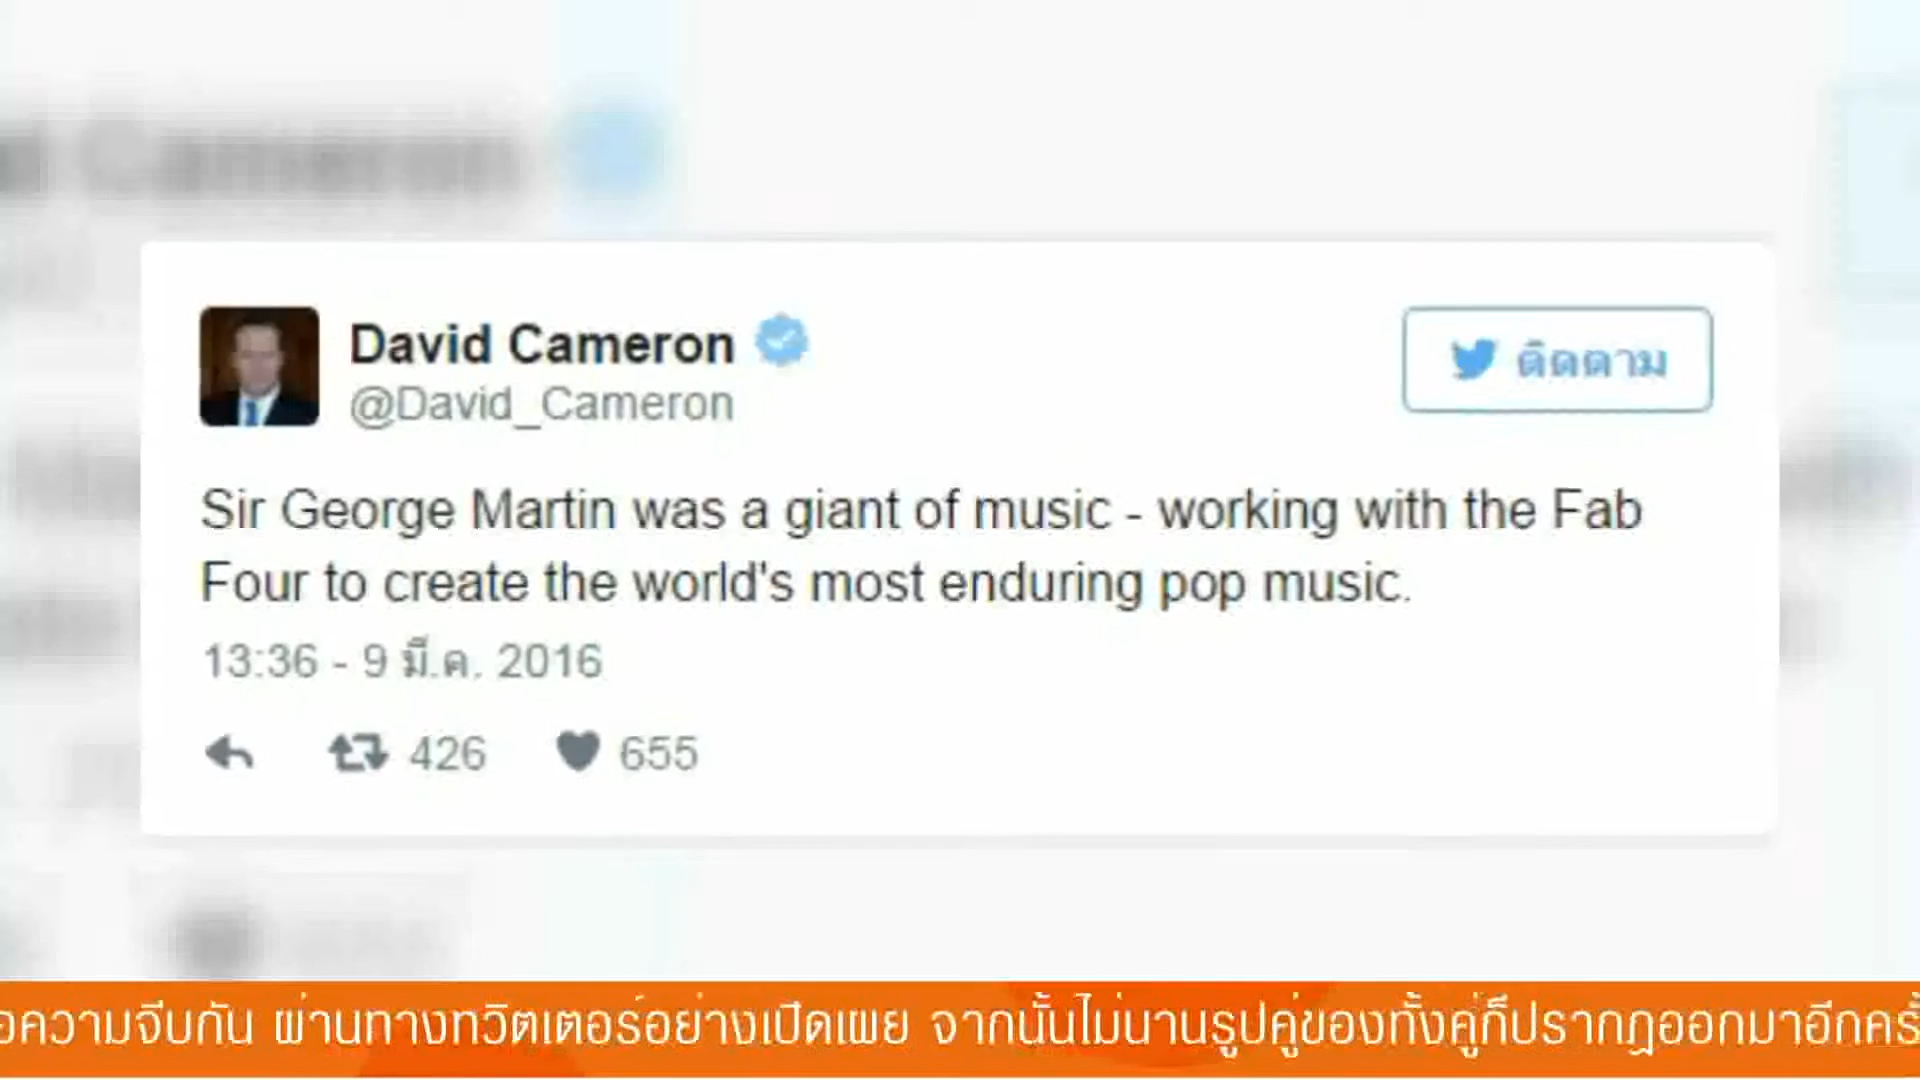 David Cameron
@David_Cameron
ติดตาม
Sir George Martin was a giant of music - working with the Fab
Four to create the world's most enduring pop music.
13:36 - 9 มี.ค. 2016
426 655
ความจีบกัน ผ่านทางทวิตเตอร์อย่างเปิดเผย จากนั้นไม่นานรูปคู่ของทั้งคู่ก็ปรากฏออกมาอีก